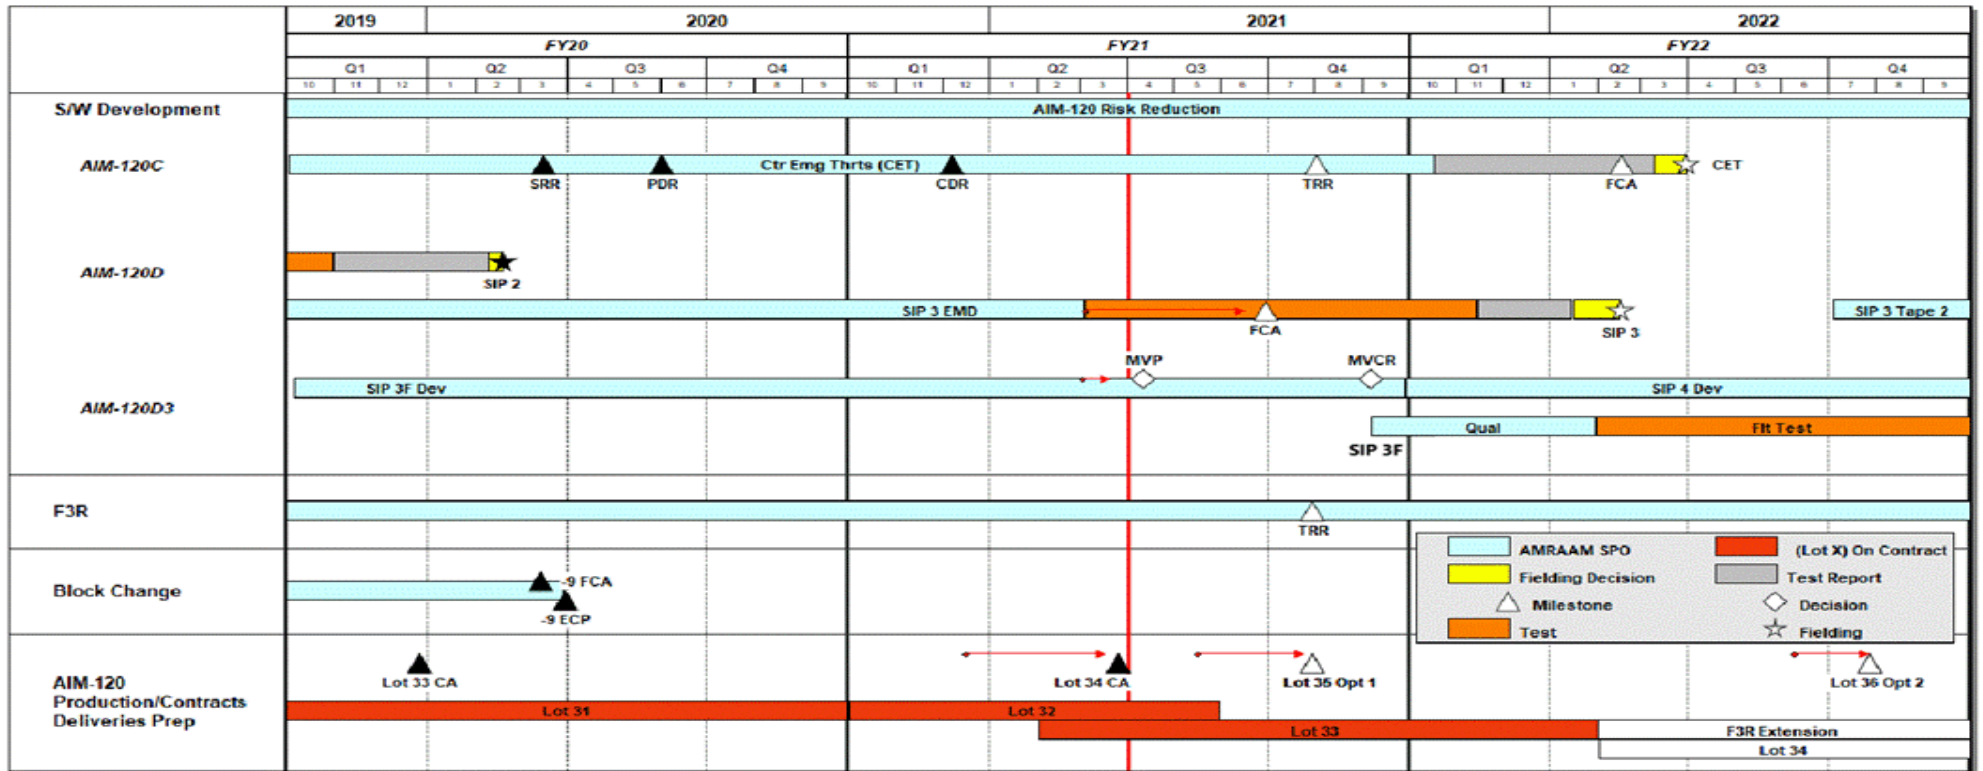 2019 2020 2021 2022
FY20 FY21 FY22
Q1 Q2 Q3 Q4 Q1 Q2 Q3 Q4 Q1 Q2 Q3 Q4
10 11 12 1 2 3 4 5 6 7 8 9 10 11 12 1 2 3 4 5 6 7 8 9 10 11 12 1 2 3 4 5 6 7 8 9
S/W Development AIM-120 Risk Reduction
AIM-120C Ctr Emg Thrts (CET) CET
SRR PDR CDR TRR FCA
AIM-120D
SIP 2
SIP 3 EMD SIP 3 Tape 2
FCA SIP 3
MVP MVCR
SIP 3F Dev SIP 4 Dev
AIM-120D3
Qual Flt Test
SIP 3F
F3R
TRR
AMRAAM SPO (Lot X) On Contract
Fielding Decision Test Report
Milestone Decision
Test Fielding
Block Change
-9 FCA
-9 ECP
AIM-120
Production/Contracts
Deliveries Prep
Lot 33 CA Lot 34 CA Lot 35 Opt 1 Lot 36 Opt 2
Lot 31 Lot 32
Lot 33 F3R Extension
Lot 34